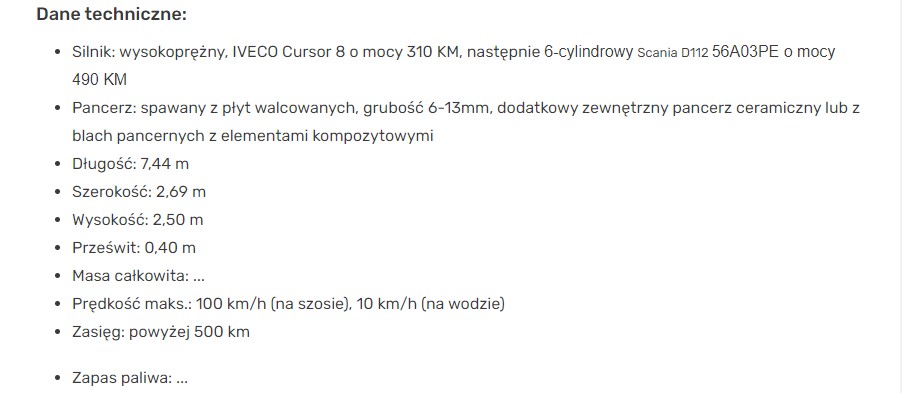 Dane techniczne:
• Silnik: wysokoprężny, IVECO Cursor 8 o mocy 310 KM, następnie 6-cylindrowy Scania D112 56A03PE o mocy
490 KM
• Pancerz: spawany z płyt walcowanych, grubość 6-13mm, dodatkowy zewnętrzny pancerz ceramiczny lub z
blach pancernych z elementami kompozytowymi
• Długość: 7,44 m
• Szerokość: 2,69 m
• Wysokość: 2,50 m
• Prześwit: 0,40 m
• Masa całkowita: ...
• Prędkość maks.: 100 km/h (na szosie), 10 km/h (na wodzie)
• Zasięg: powyżej 500 km
• Zapas paliwa: ...